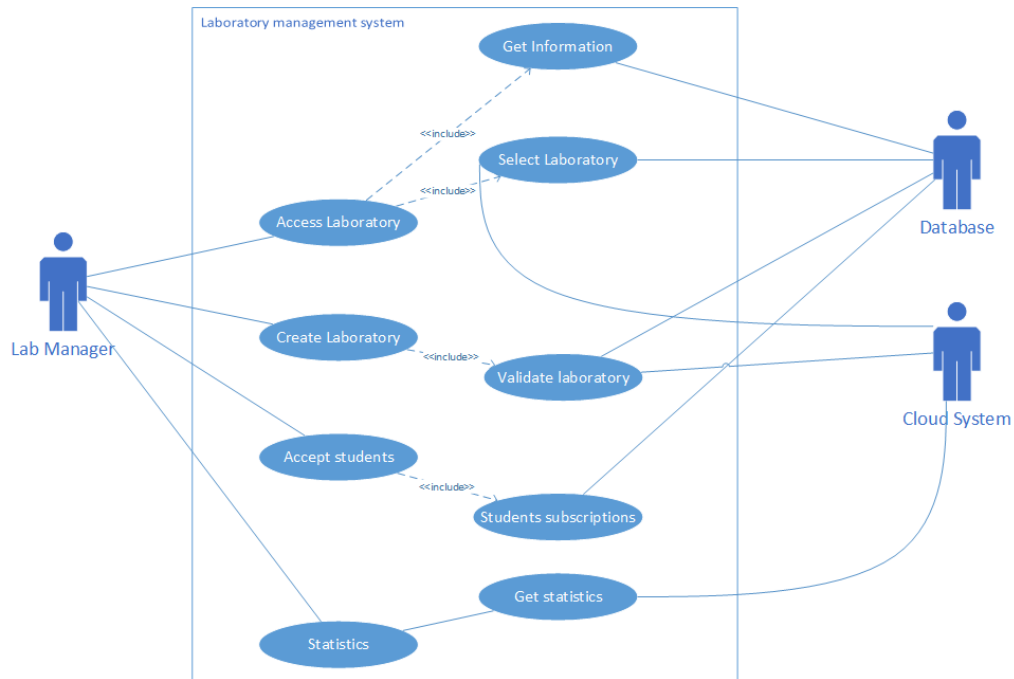 Laboratory management system
Get Information
<<include>>
Select Laboratory
<<include>>
Access Laboratory
Database
Lab Manager
Create Laboratory
<<include>>
Validate laboratory
Cloud System
Accept students
<<include>>
Students subscriptions
Get statistics
Statistics